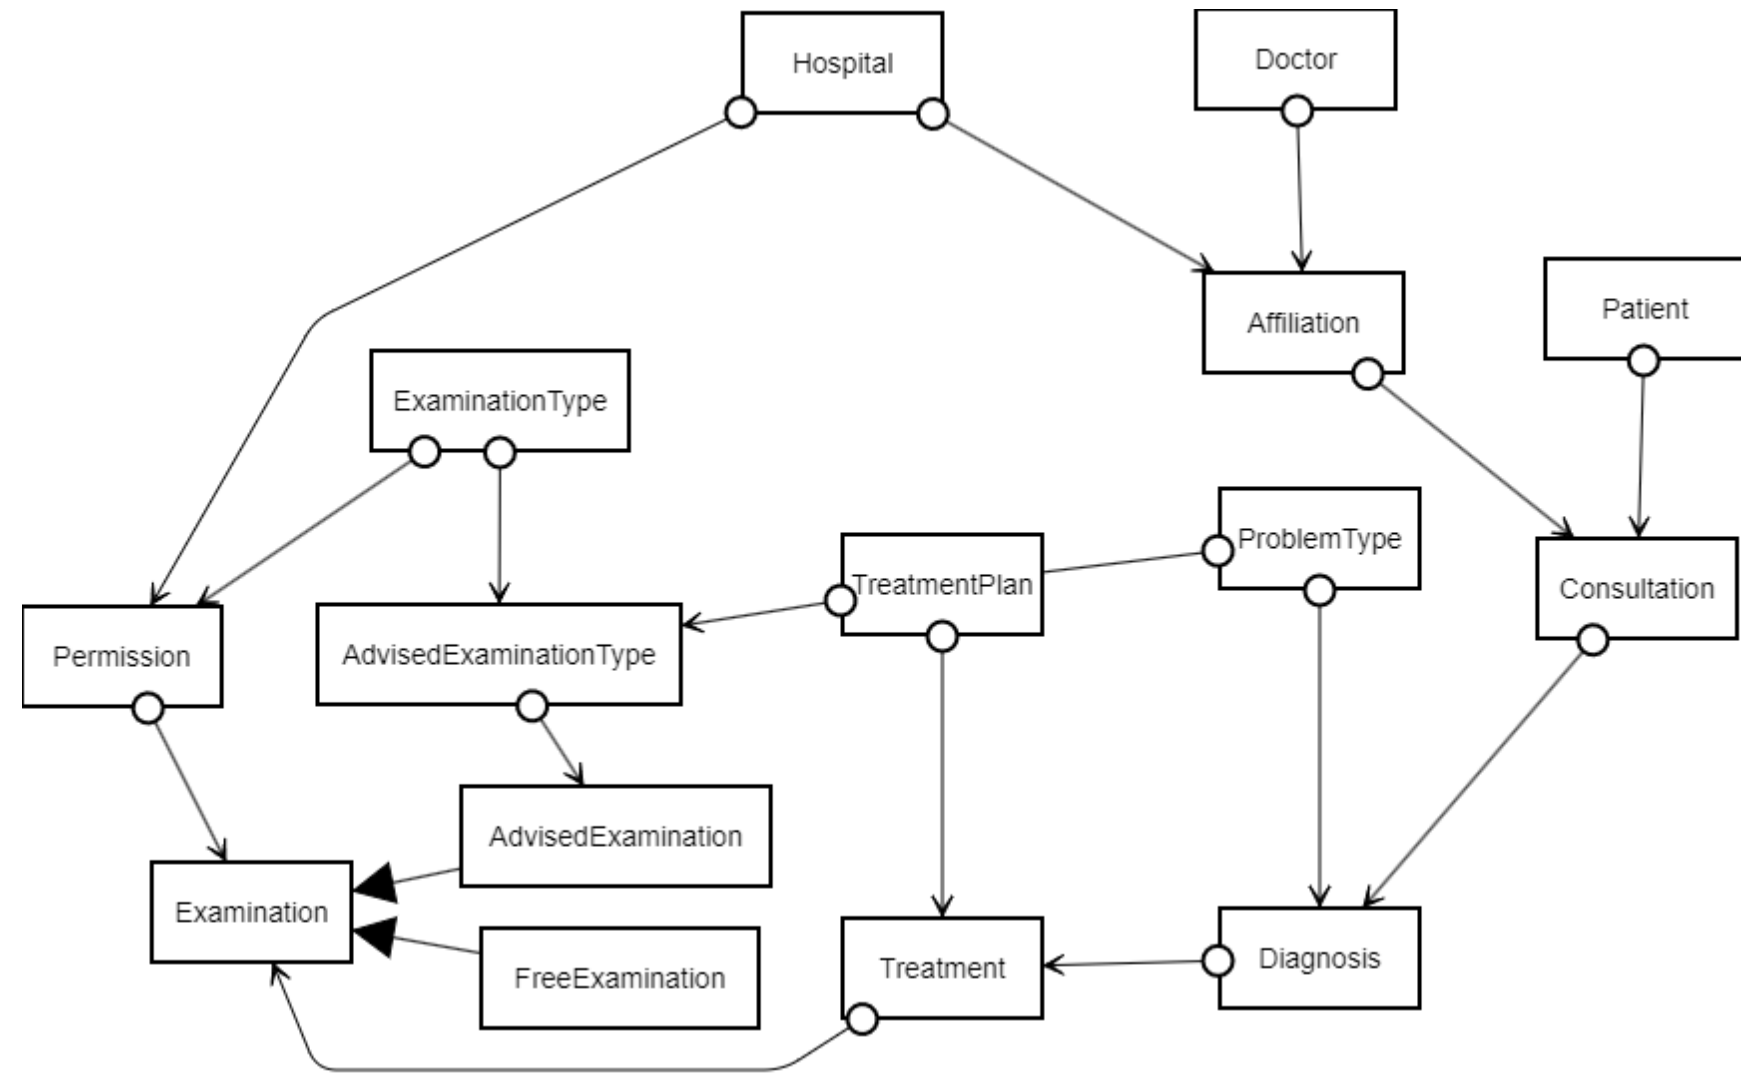 Hospital
Doctor
Affiliation
Patient
ExaminationType
ProblemType
TreatmentPlan
Consultation
Permission
AdvisedExaminationType
AdvisedExamination
Examination
FreeExamination
Treatment
Diagnosis